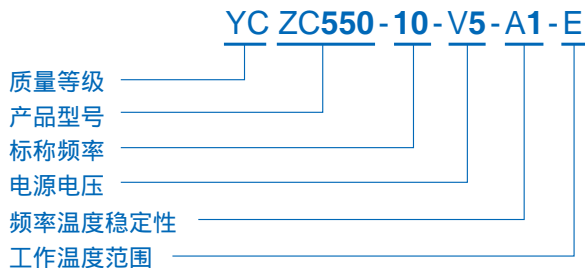 YC ZC550-10-V5-A1-E
质量等级
产品型号
标称频率
电源电压
频率温度稳定性
工作温度范围